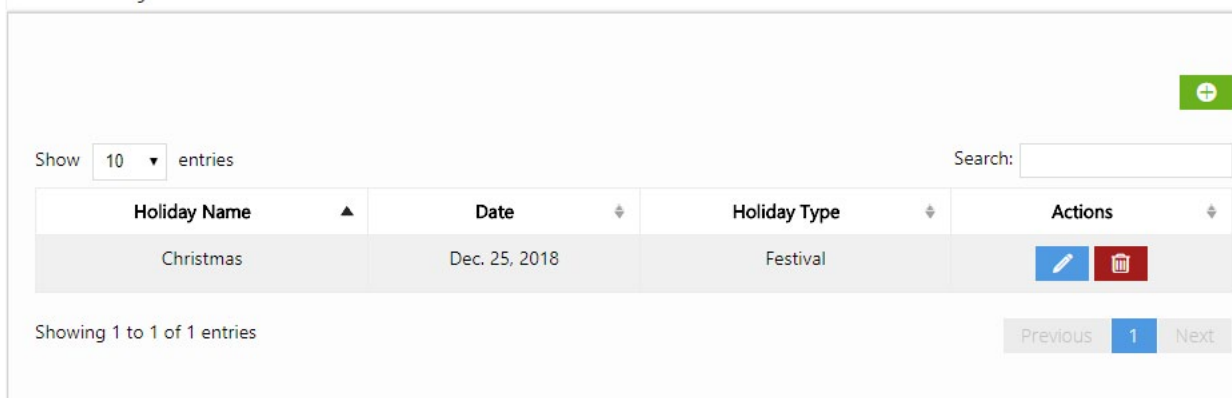 Show 10 entries Search:
Holiday Name Date Holiday Type Actions
Christmas Dec. 25, 2018 Festival
Showing 1 to 1 of 1 entries Previous 1 Next